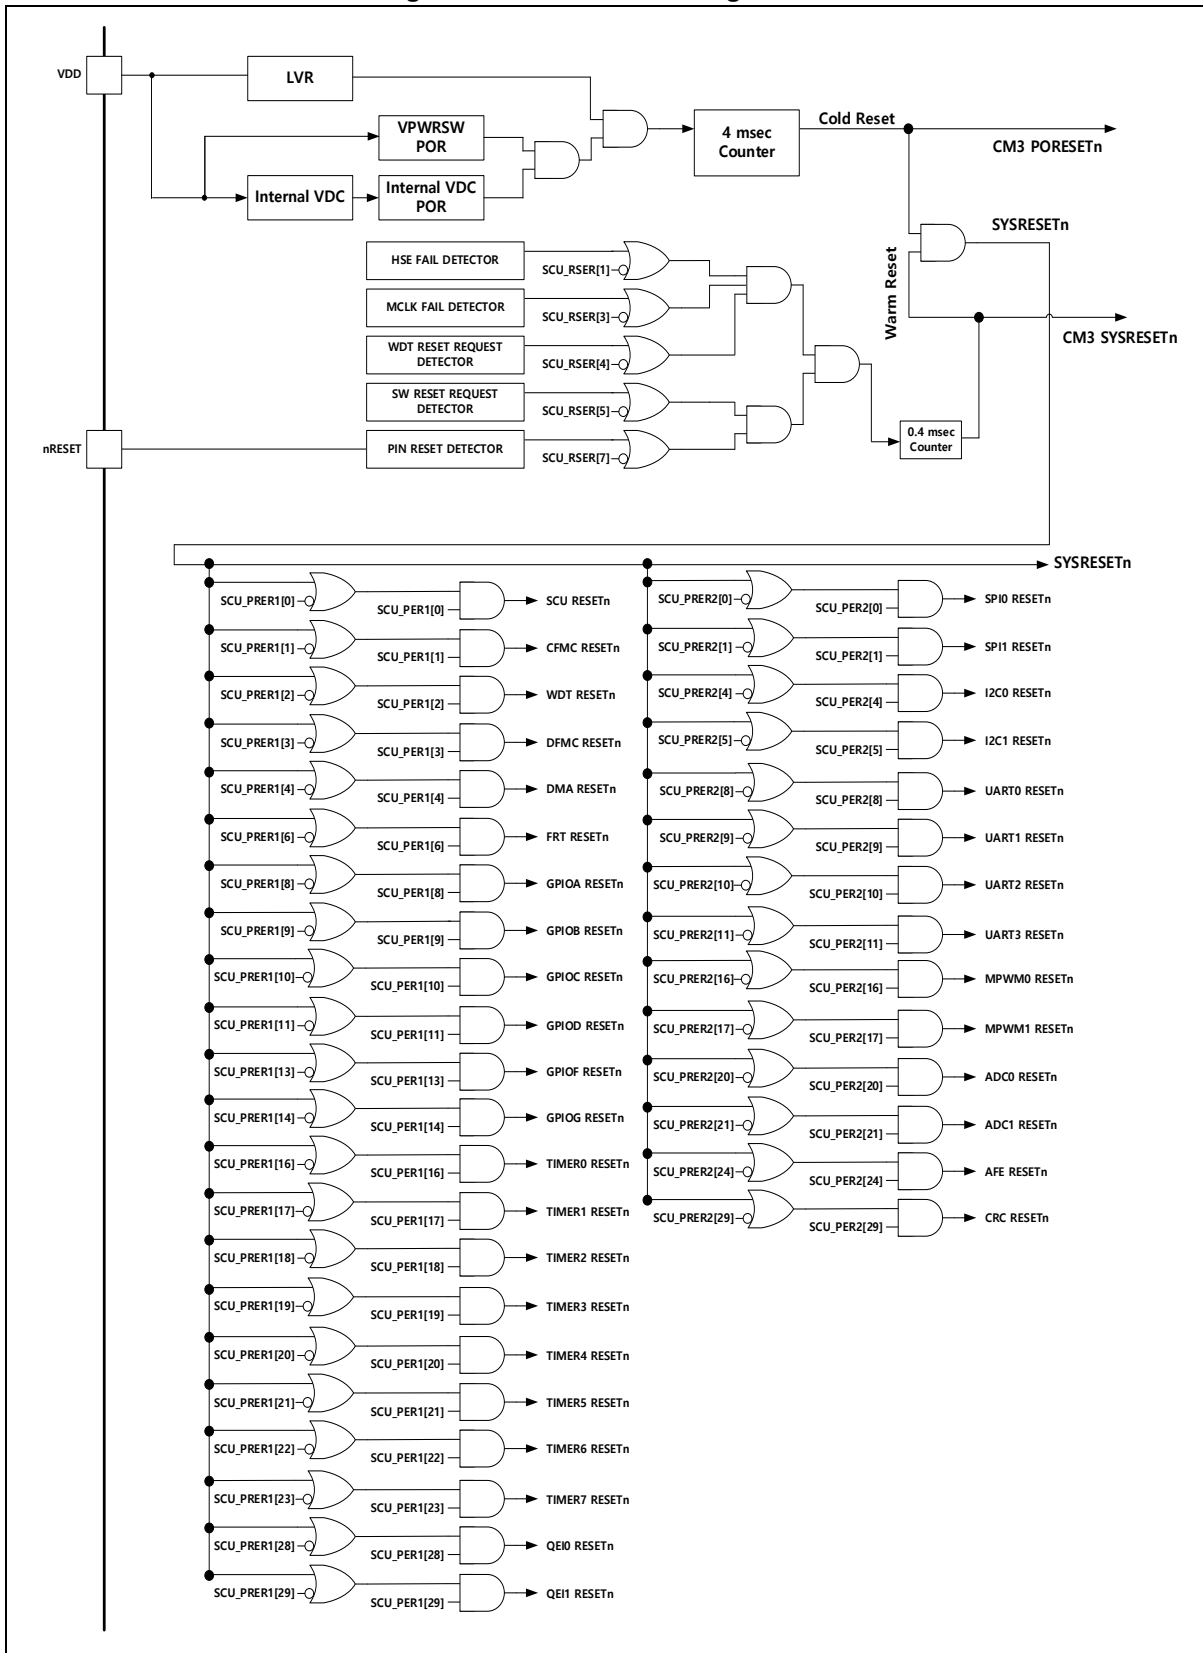 VDD
LVR
VPWRSW
POR
4 msec
Counter
Cold Reset
CM3 PORESETn
Internal VDC
Internal VDC
POR
SYSRESETn
HSE FAIL DETECTOR
SCU_RSER[1]
Warm Reset
MCLK FAIL DETECTOR
SCU_RSER[3]
CM3 SYSRESETn
WDT RESET REQUEST
DETECTOR
SCU_RSER[4]
SW RESET REQUEST
DETECTOR
SCU_RSER[5]
0.4 msec
Counter
nRESET
PIN RESET DETECTOR
SCU_RSER[7]
SYSRESETn
SCU_PRER1[0]
SCU_PER1[0]
SCU RESETn
SCU_PRER1[1]
SCU_PER1[1]
CFMC RESETn
SCU_PRER1[2]
SCU_PER1[2]
WDT RESETn
SCU_PRER1[3]
SCU_PER1[3]
DFMC RESETn
SCU_PRER1[4]
SCU_PER1[4]
DMA RESETn
SCU_PRER1[6]
SCU_PER1[6]
FRT RESETn
SCU_PRER1[8]
SCU_PER1[8]
GPIOA RESETn
SCU_PRER1[9]
SCU_PER1[9]
GPIOB RESETn
SCU_PRER1[10]
SCU_PER1[10]
GPIOC RESETn
SCU_PRER1[11]
SCU_PER1[11]
GPIOD RESETn
SCU_PRER1[13]
SCU_PER1[13]
GPIOF RESETn
SCU_PRER1[14]
SCU_PER1[14]
GPIOG RESETn
SCU_PRER1[16]
SCU_PER1[16]
TIMER0 RESETn
SCU_PRER1[17]
SCU_PER1[17]
TIMER1 RESETn
SCU_PRER1[18]
SCU_PER1[18]
TIMER2 RESETn
SCU_PRER1[19]
SCU_PER1[19]
TIMER3 RESETn
SCU_PRER1[20]
SCU_PER1[20]
TIMER4 RESETn
SCU_PRER1[21]
SCU_PER1[21]
TIMER5 RESETn
SCU_PRER1[22]
SCU_PER1[22]
TIMER6 RESETn
SCU_PRER1[23]
SCU_PER1[23]
TIMER7 RESETn
SCU_PRER1[28]
SCU_PER1[28]
QEI0 RESETn
SCU_PRER1[29]
SCU_PER1[29]
QEI1 RESETn
SCU_PRER2[0]
SCU_PER2[0]
SPI0 RESETn
SCU_PRER2[1]
SCU_PER2[1]
SPI1 RESETn
SCU_PRER2[4]
SCU_PER2[4]
I2C0 RESETn
SCU_PRER2[5]
SCU_PER2[5]
I2C1 RESETn
SCU_PRER2[8]
SCU_PER2[8]
UART0 RESETn
SCU_PRER2[9]
SCU_PER2[9]
UART1 RESETn
SCU_PRER2[10]
SCU_PER2[10]
UART2 RESETn
SCU_PRER2[11]
SCU_PER2[11]
UART3 RESETn
SCU_PRER2[16]
SCU_PER2[16]
MPWM0 RESETn
SCU_PRER2[17]
SCU_PER2[17]
MPWM1 RESETn
SCU_PRER2[20]
SCU_PER2[20]
ADC0 RESETn
SCU_PRER2[21]
SCU_PER2[21]
ADC1 RESETn
SCU_PRER2[24]
SCU_PER2[24]
AFE RESETn
SCU_PRER2[29]
SCU_PER2[29]
CRC RESETn